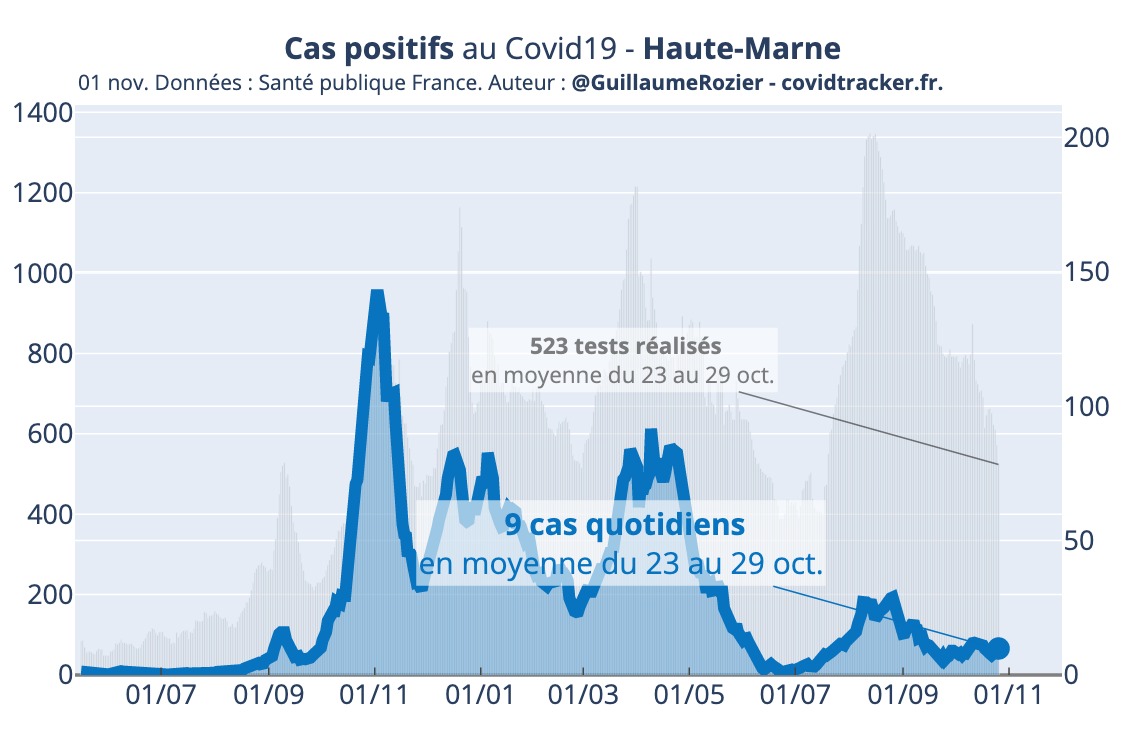 Cas positifs au Covid19 - Haute-Marne
01 nov. Données : Santé publique France. Auteur : @GuillaumeRozier - covidtracker.fr.
1400
1200
1000
800
600
400
200
0
200
150
100
50
0
523 tests réalisés
en moyenne du 23 au 29 oct.
9 cas quotidiens
en moyenne du 23 au 29 oct.
01/07 01/09 01/11 01/01 01/03 01/05 01/07 01/09 01/11